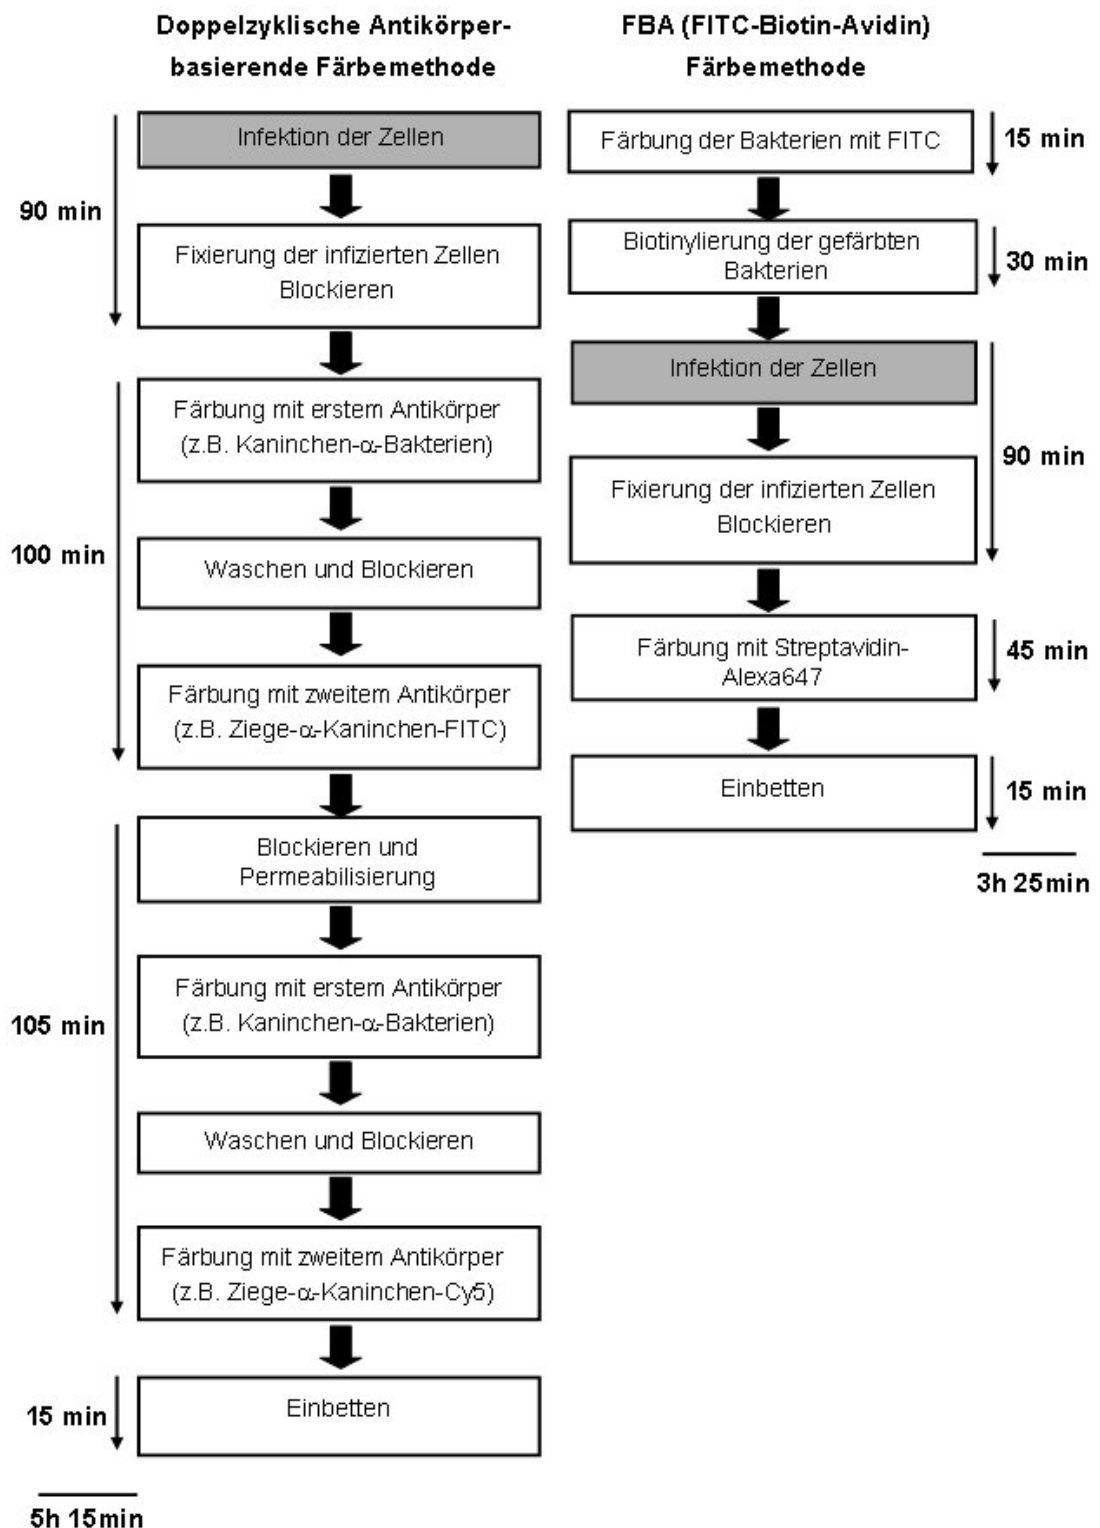 Doppelzyklische Antikörper-
basierende Färbemethode
90 min
Infektion der Zellen
Fixierung der infizierten Zellen
Blockieren
100 min
Färbung mit erstem Antikörper
(z.B. Kaninchen-α-Bakterien)
Waschen und Blockieren
Färbung mit zweitem Antikörper
(z.B. Ziege-α-Kaninchen-FITC)
105 min
Blockieren und
Permeabilisierung
Färbung mit erstem Antikörper
(z.B. Kaninchen-α-Bakterien)
Waschen und Blockieren
Färbung mit zweitem Antikörper
(z.B. Ziege-α-Kaninchen-Cy5)
15 min
Einbetten
5h 15min
FBA (FITC-Biotin-Avidin)
Färbemethode
Färbung der Bakterien mit FITC
15 min
Biotinylierung der gefärbten
Bakterien
30 min
Infektion der Zellen
90 min
Fixierung der infizierten Zellen
Blockieren
Färbung mit Streptavidin-
Alexa647
45 min
Einbetten
15 min
3h 25min